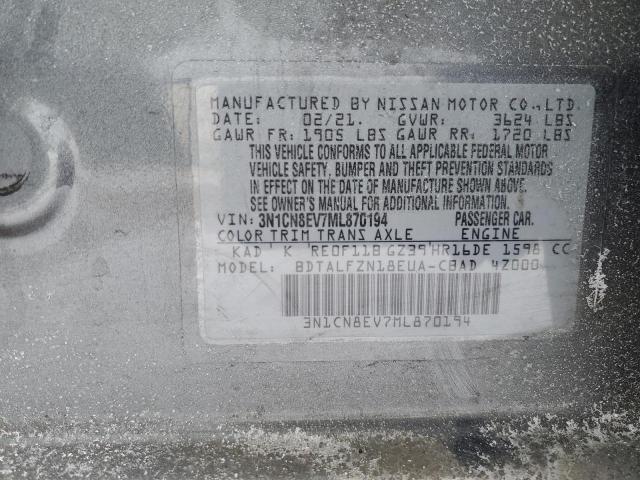 MANUFACTURED BY NISSAN MOTOR CO., LTD.
DATE: 02/21. GVWR: 3624 LBS
GAWR FR: 1905 LBS GAWR RR: 1720 LBS
THIS VEHICLE CONFORMS TO ALL APPLICABLE FEDERAL MOTOR
VEHICLE SAFETY, BUMPER AND THEFT PREVENTION STANDARDS
IN EFFECT ON THE DATE OF MANUFACTURE SHOWN ABOVE.
SEE OWNER'S MANUAL FOR ADDITIONAL INFORMATION.
VIN: 3N1CN8EV7ML870194 PASSENGER CAR.
COLOR TRIM TRANS AXLE ENGINE
KAD K RE0F11B GZ39 HR16DE 1598 CC
MODEL: BDTALFZN18EUA-CBAD 4Z000
3N1CN8EV7ML870194